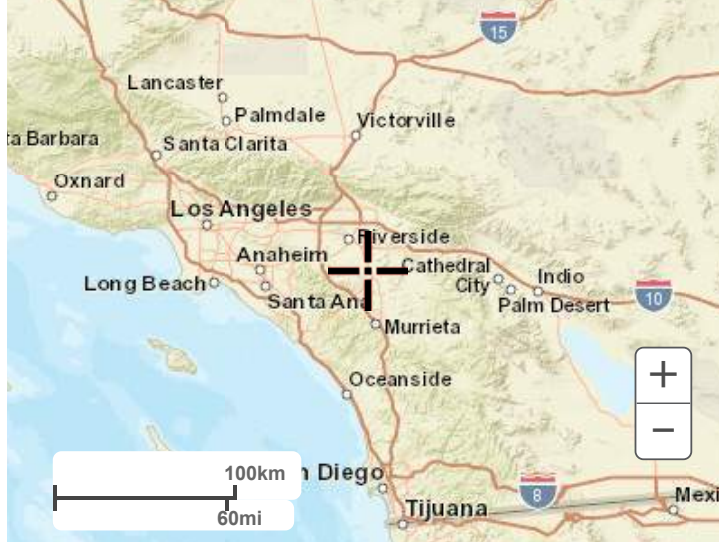 15
Lancaster
Palmdale
Victorville
ta Barbara
Santa Clarita
Oxnard
Los Angeles
Riverside
Anaheim
Cathedral
City
Indio
Long Beach
Santa Ana
Palm Desert
10
Murrieta
+
Oceanside
−
100km
n Diego
60mi
8
Mexi
Tijuana